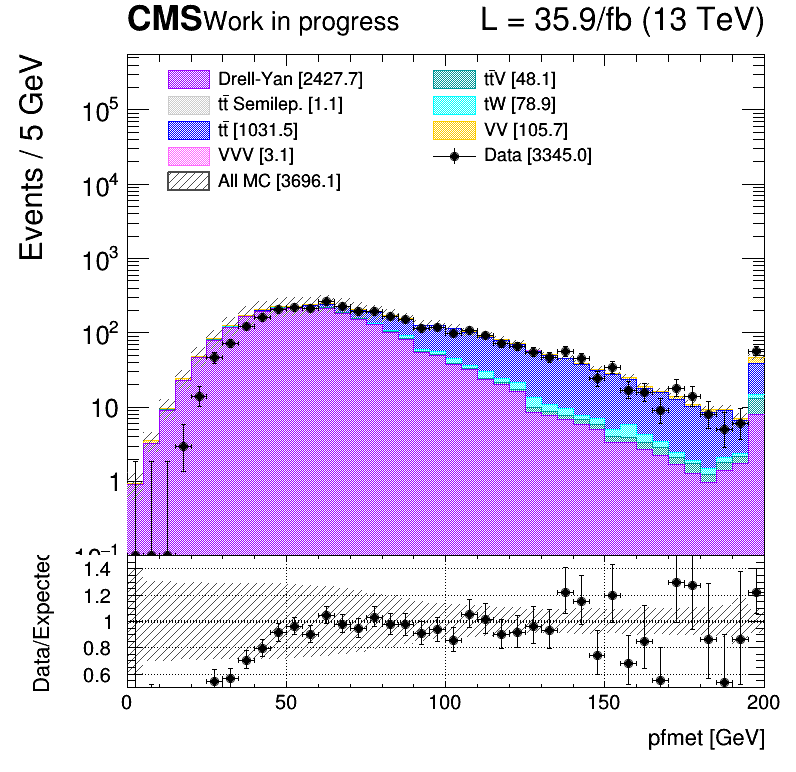 CMS Work in progress L = 35.9/fb (13 TeV)
Events / 5 GeV
Drell-Yan [2427.7] tt̄V [48.1]
tt̄ Semilep. [1.1] tW [78.9]
tt̄ [1031.5] VV [105.7]
VVV [3.1] Data [3345.0]
All MC [3696.1]
10⁵
10⁴
10³
10²
10
1
10⁻¹
Data/Expected
1.4
1.2
1
0.8
0.6
0 50 100 150 200
pfmet [GeV]